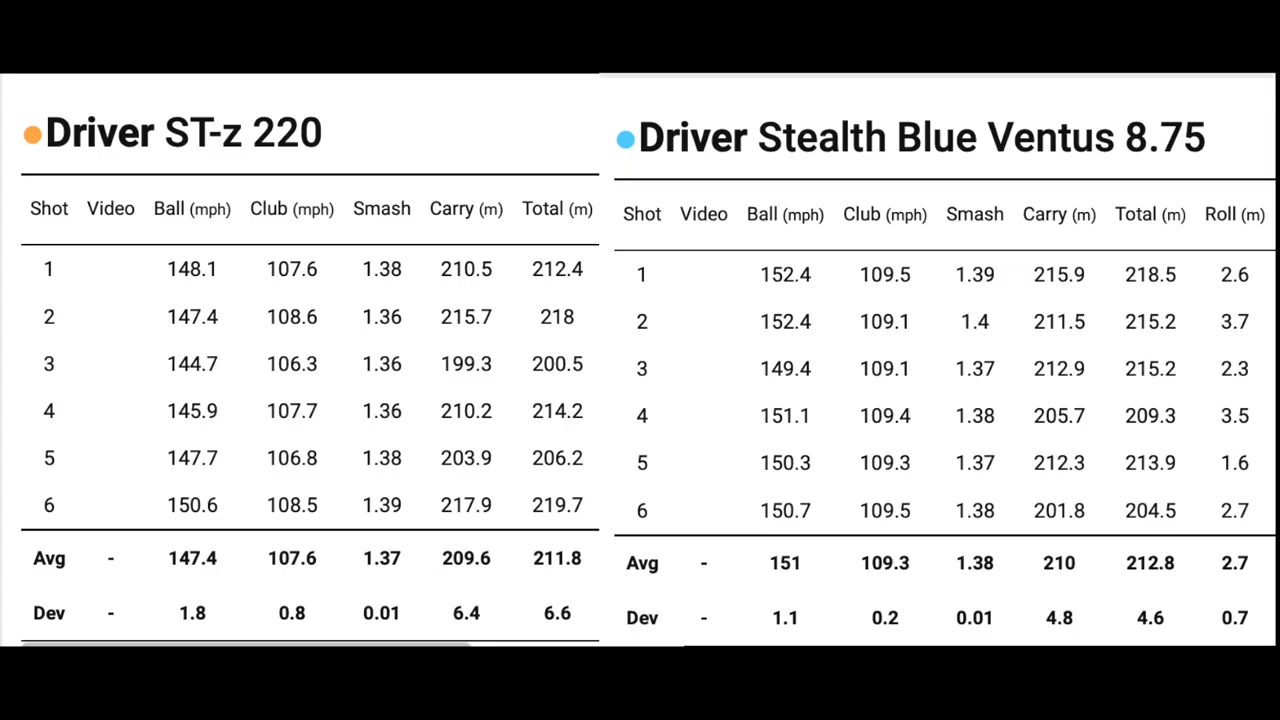 Driver ST-z 220
Shot Video Ball (mph) Club (mph) Smash Carry (m) Total (m)
1 148.1 107.6 1.38 210.5 212.4
2 147.4 108.6 1.36 215.7 218
3 144.7 106.3 1.36 199.3 200.5
4 145.9 107.7 1.36 210.2 214.2
5 147.7 106.8 1.38 203.9 206.2
6 150.6 108.5 1.39 217.9 219.7
Avg - 147.4 107.6 1.37 209.6 211.8
Dev - 1.8 0.8 0.01 6.4 6.6
Driver Stealth Blue Ventus 8.75
Shot Video Ball (mph) Club (mph) Smash Carry (m) Total (m) Roll (m)
1 152.4 109.5 1.39 215.9 218.5 2.6
2 152.4 109.1 1.4 211.5 215.2 3.7
3 149.4 109.1 1.37 212.9 215.2 2.3
4 151.1 109.4 1.38 205.7 209.3 3.5
5 150.3 109.3 1.37 212.3 213.9 1.6
6 150.7 109.5 1.38 201.8 204.5 2.7
Avg - 151 109.3 1.38 210 212.8 2.7
Dev - 1.1 0.2 0.01 4.8 4.6 0.7